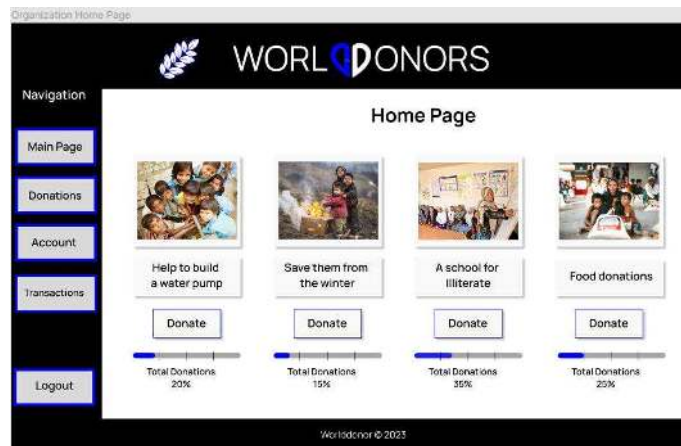 Organization Home Page
WORLDDONORS
Navigation
Home Page
Main Page
Donations
Account
Transactions
Logout
Help to build
a water pump
Save them from
the winter
A school for
Illiterate
Food donations
Donate
Donate
Donate
Donate
Total Donations
20%
Total Donations
15%
Total Donations
35%
Total Donations
25%
Worlddonor © 2023